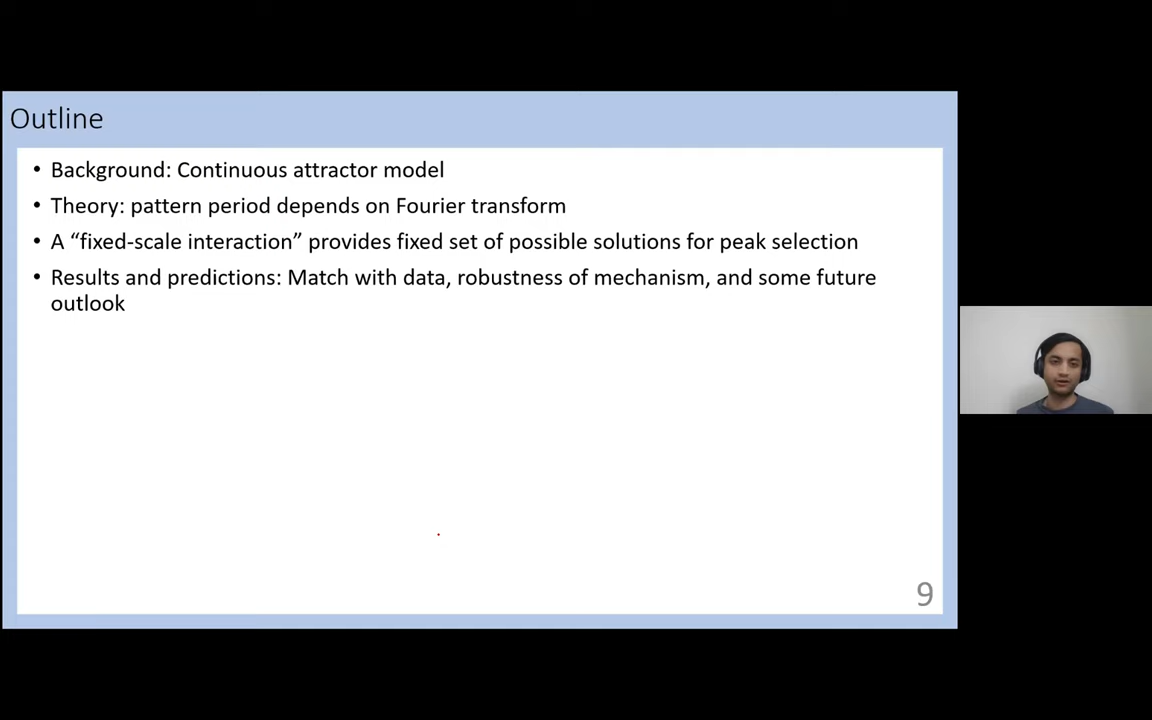 Outline
• Background: Continuous attractor model
• Theory: pattern period depends on Fourier transform
• A “fixed-scale interaction” provides fixed set of possible solutions for peak selection
• Results and predictions: Match with data, robustness of mechanism, and some future
outlook
9